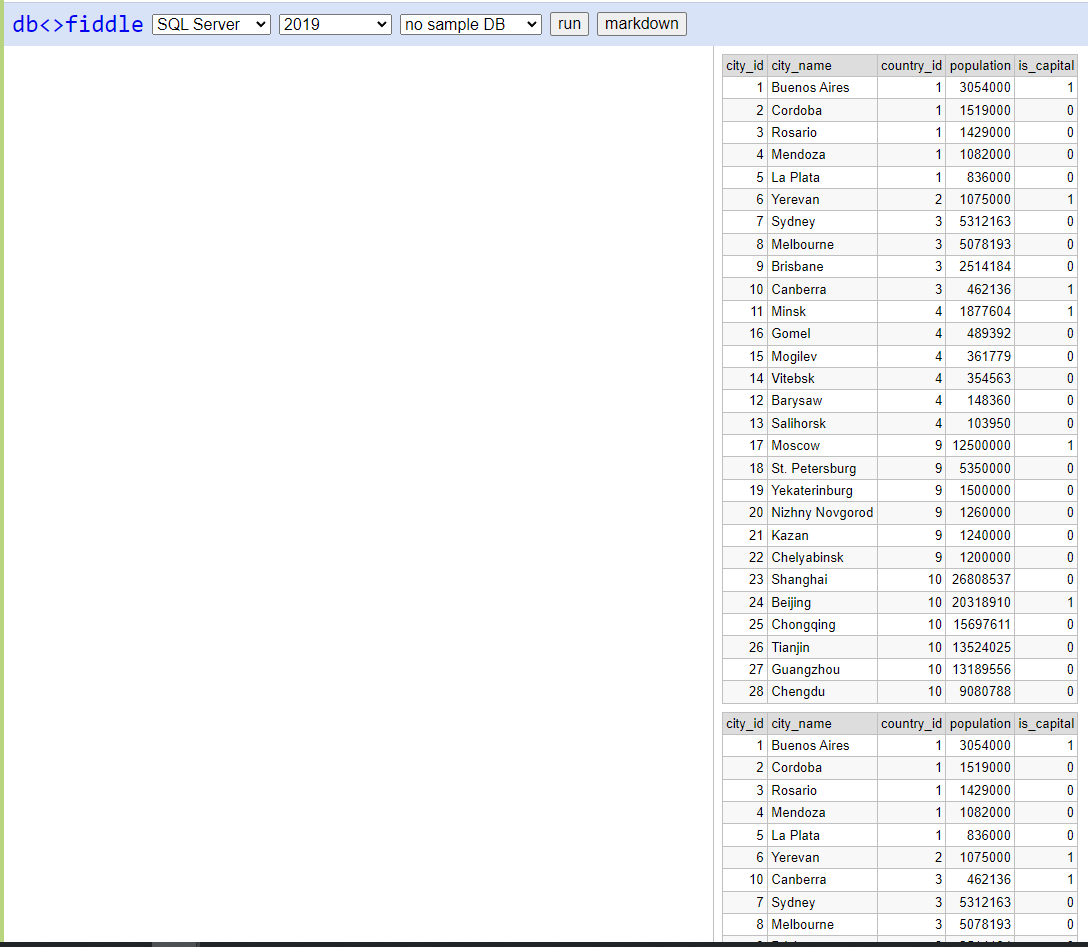 db<>fiddle SQL Server 2019 no sample DB run markdown
city_id city_name country_id population is_capital
1 Buenos Aires 1 3054000 1
2 Cordoba 1 1519000 0
3 Rosario 1 1429000 0
4 Mendoza 1 1082000 0
5 La Plata 1 836000 0
6 Yerevan 2 1075000 1
7 Sydney 3 5312163 0
8 Melbourne 3 5078193 0
9 Brisbane 3 2514184 0
10 Canberra 3 462136 1
11 Minsk 4 1877604 1
16 Gomel 4 489392 0
15 Mogilev 4 361779 0
14 Vitebsk 4 354563 0
12 Barysaw 4 148360 0
13 Salihorsk 4 103950 0
17 Moscow 9 12500000 1
18 St. Petersburg 9 5350000 0
19 Yekaterinburg 9 1500000 0
20 Nizhny Novgorod 9 1260000 0
21 Kazan 9 1240000 0
22 Chelyabinsk 9 1200000 0
23 Shanghai 10 26808537 0
24 Beijing 10 20318910 1
25 Chongqing 10 15697611 0
26 Tianjin 10 13524025 0
27 Guangzhou 10 13189556 0
28 Chengdu 10 9080788 0
city_id city_name country_id population is_capital
1 Buenos Aires 1 3054000 1
2 Cordoba 1 1519000 0
3 Rosario 1 1429000 0
4 Mendoza 1 1082000 0
5 La Plata 1 836000 0
6 Yerevan 2 1075000 1
10 Canberra 3 462136 1
7 Sydney 3 5312163 0
8 Melbourne 3 5078193 0